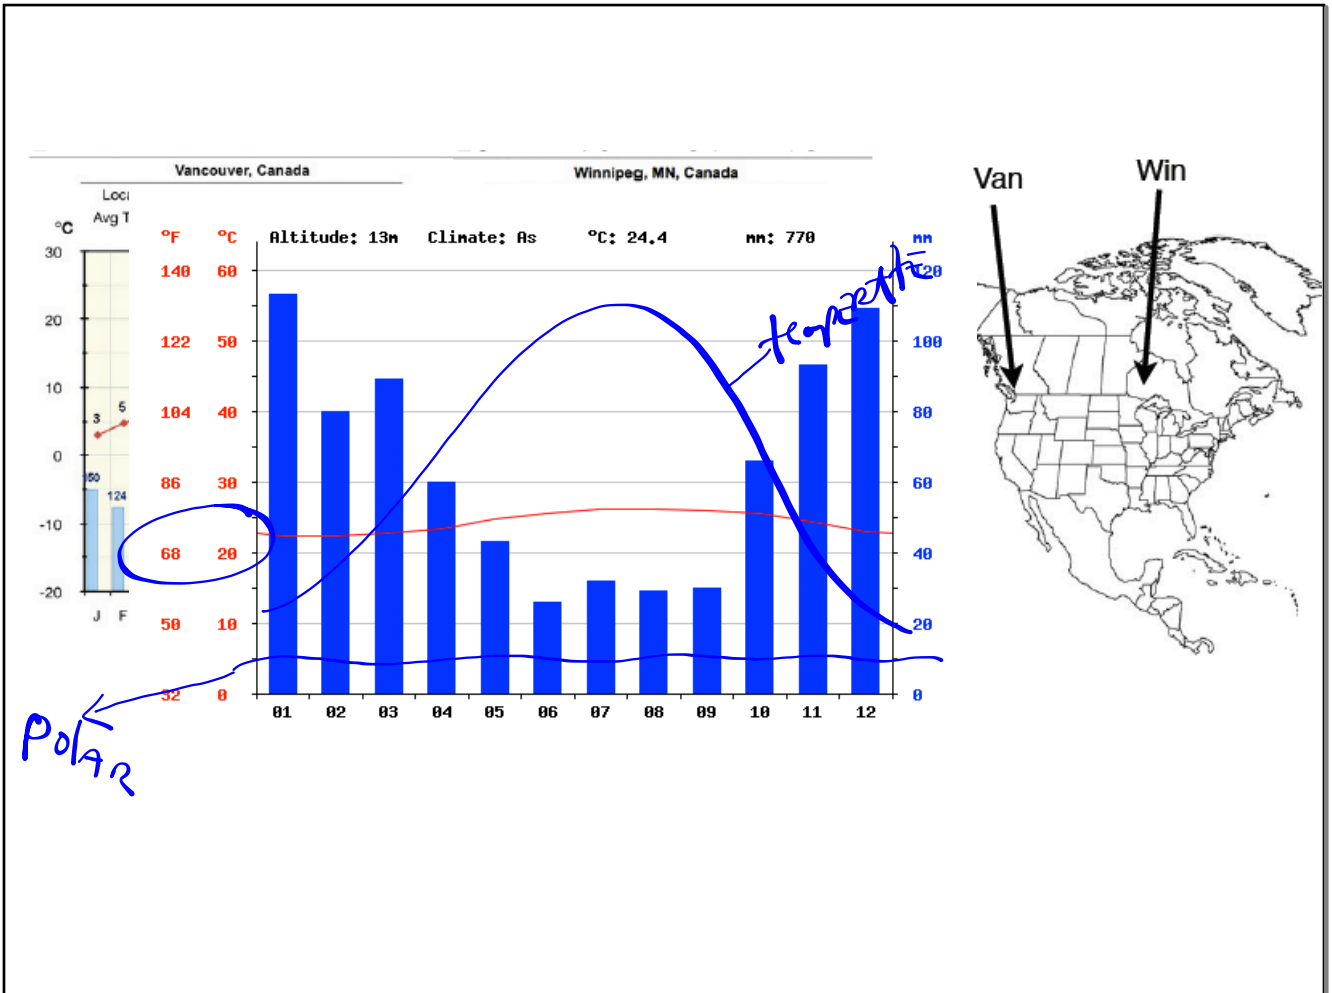 Vancouver, Canada
Winnipeg, MN, Canada
Van
Win
Avg T
°C
30
20
10
0
-10
-20
3
5
150
124
J F
°F °C Altitude: 13m Climate: As °C: 24.4 mm: 770 mm
140 60 120
122 50 100
104 40 80
86 30 60
68 20 40
50 10 20
32 0 0
01 02 03 04 05 06 07 08 09 10 11 12
POLAR